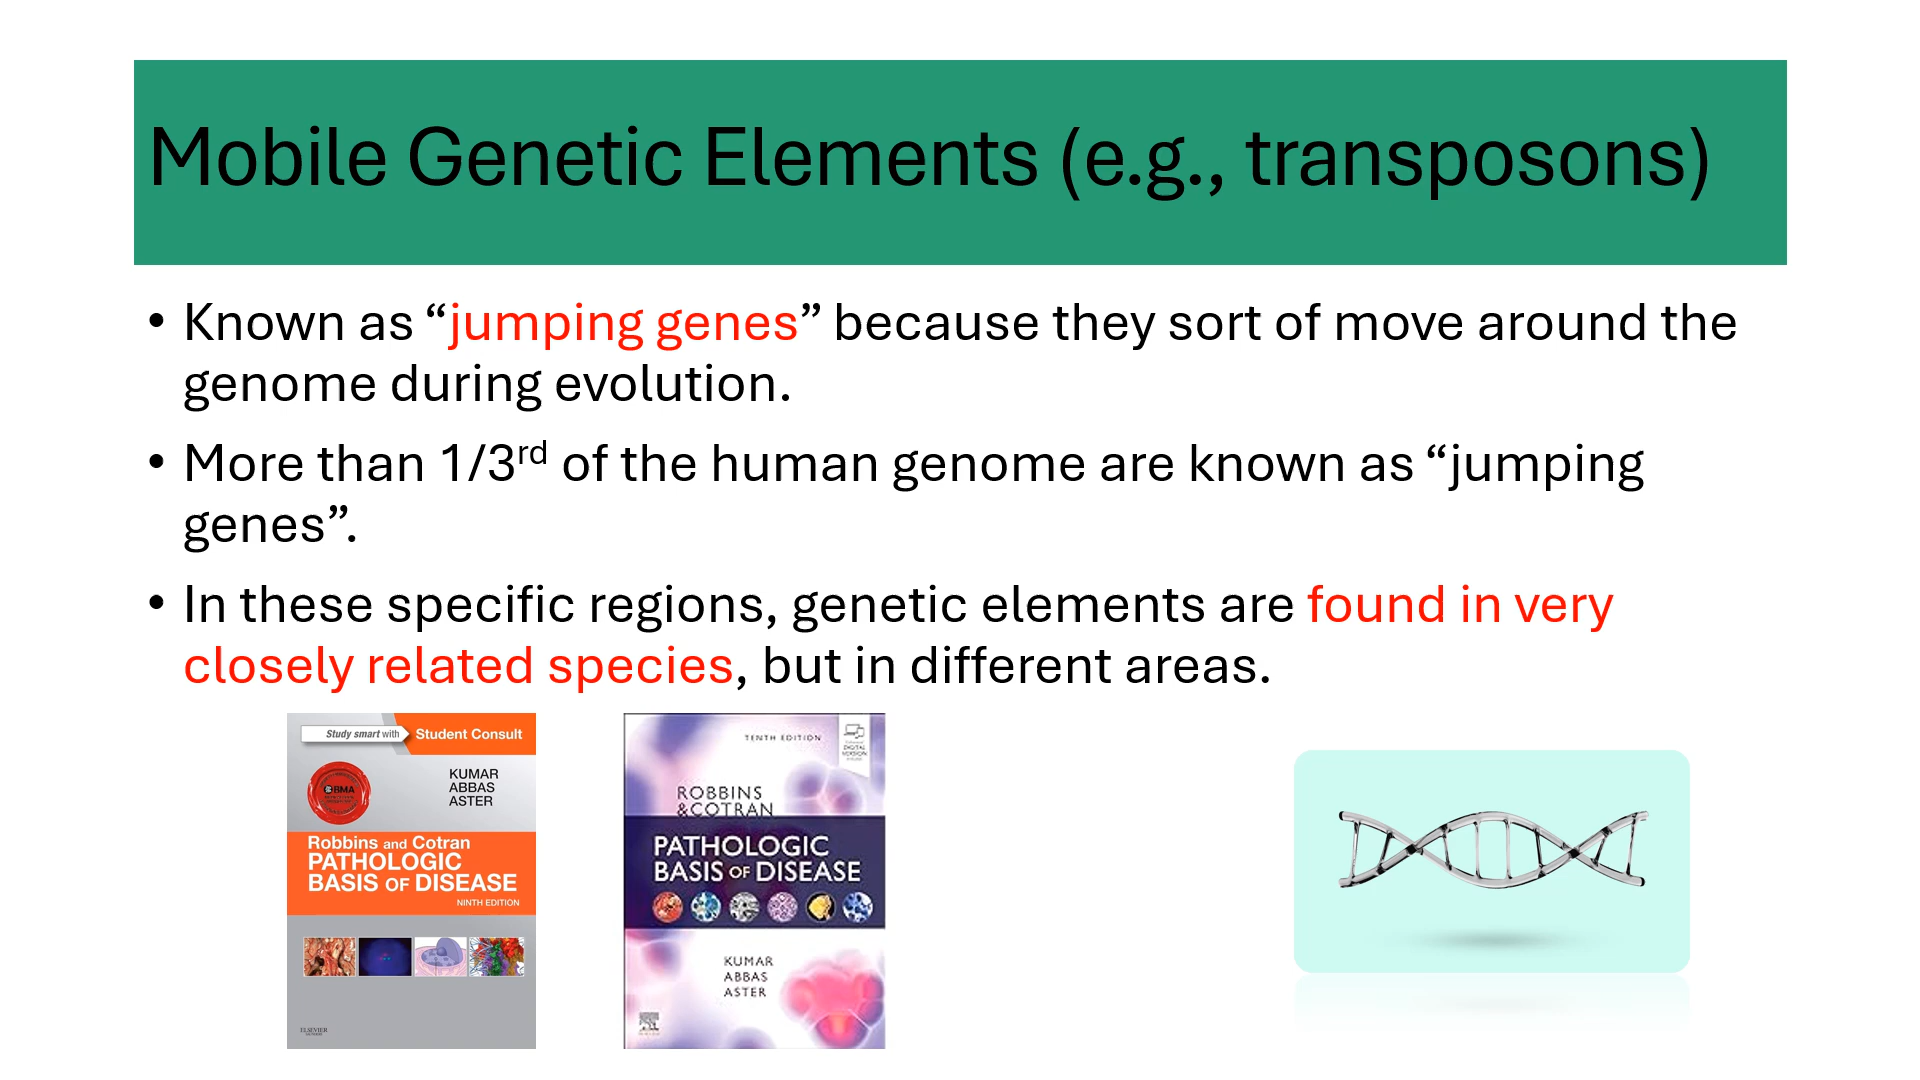 Mobile Genetic Elements (e.g., transposons)
• Known as “jumping genes” because they sort of move around the
genome during evolution.
• More than 1/3rd of the human genome are known as “jumping
genes”.
• In these specific regions, genetic elements are found in very
closely related species, but in different areas.
Study smart with Student Consult
BMA
KUMAR
ABBAS
ASTER
Robbins and Cotran
PATHOLOGIC
BASIS OF DISEASE
NINTH EDITION
ELSEVIER
TENTH EDITION
DIGITAL
VERSION
ROBBINS
&COTRAN
PATHOLOGIC
BASIS OF DISEASE
KUMAR
ABBAS
ASTER